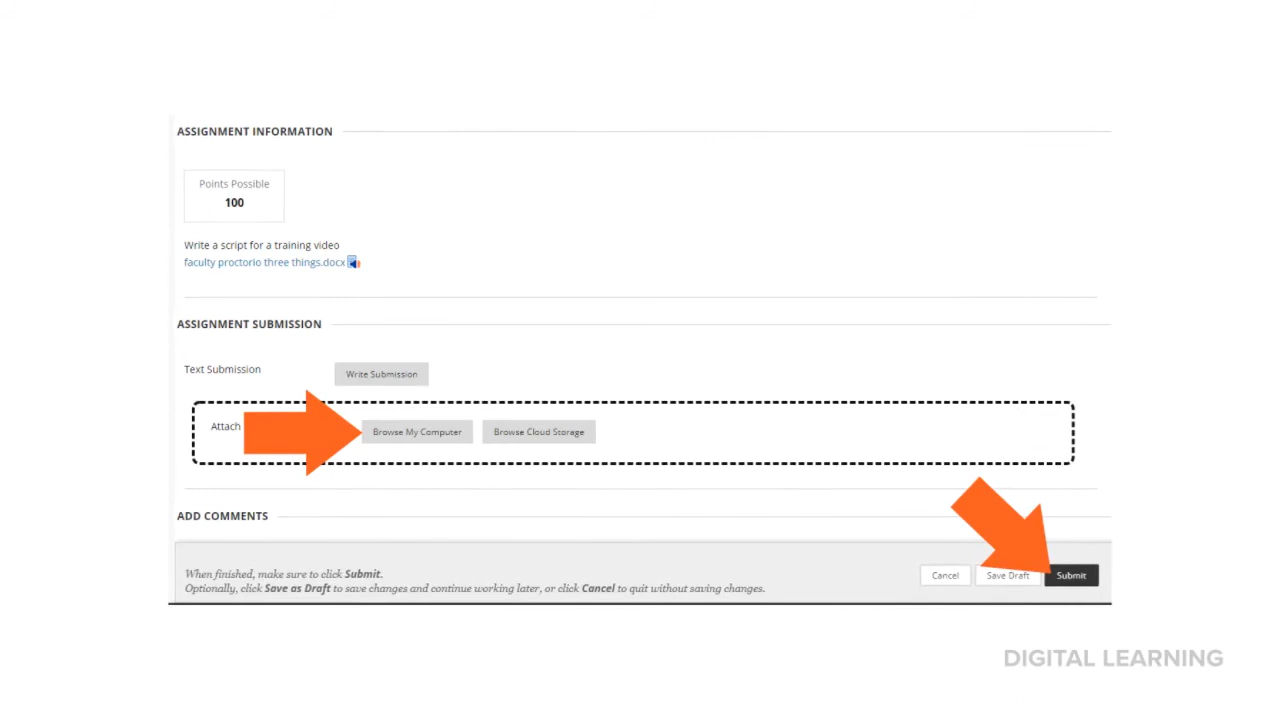 ASSIGNMENT INFORMATION
Points Possible
100
Write a script for a training video
faculty proctorio three things.docx
ASSIGNMENT SUBMISSION
Text Submission
Write Submission
Attach
Browse My Computer
Browse Cloud Storage
ADD COMMENTS
When finished, make sure to click Submit.
Optionally, click Save as Draft to save changes and continue working later, or click Cancel to quit without saving changes.
Cancel
Save Draft
Submit
DIGITAL LEARNING